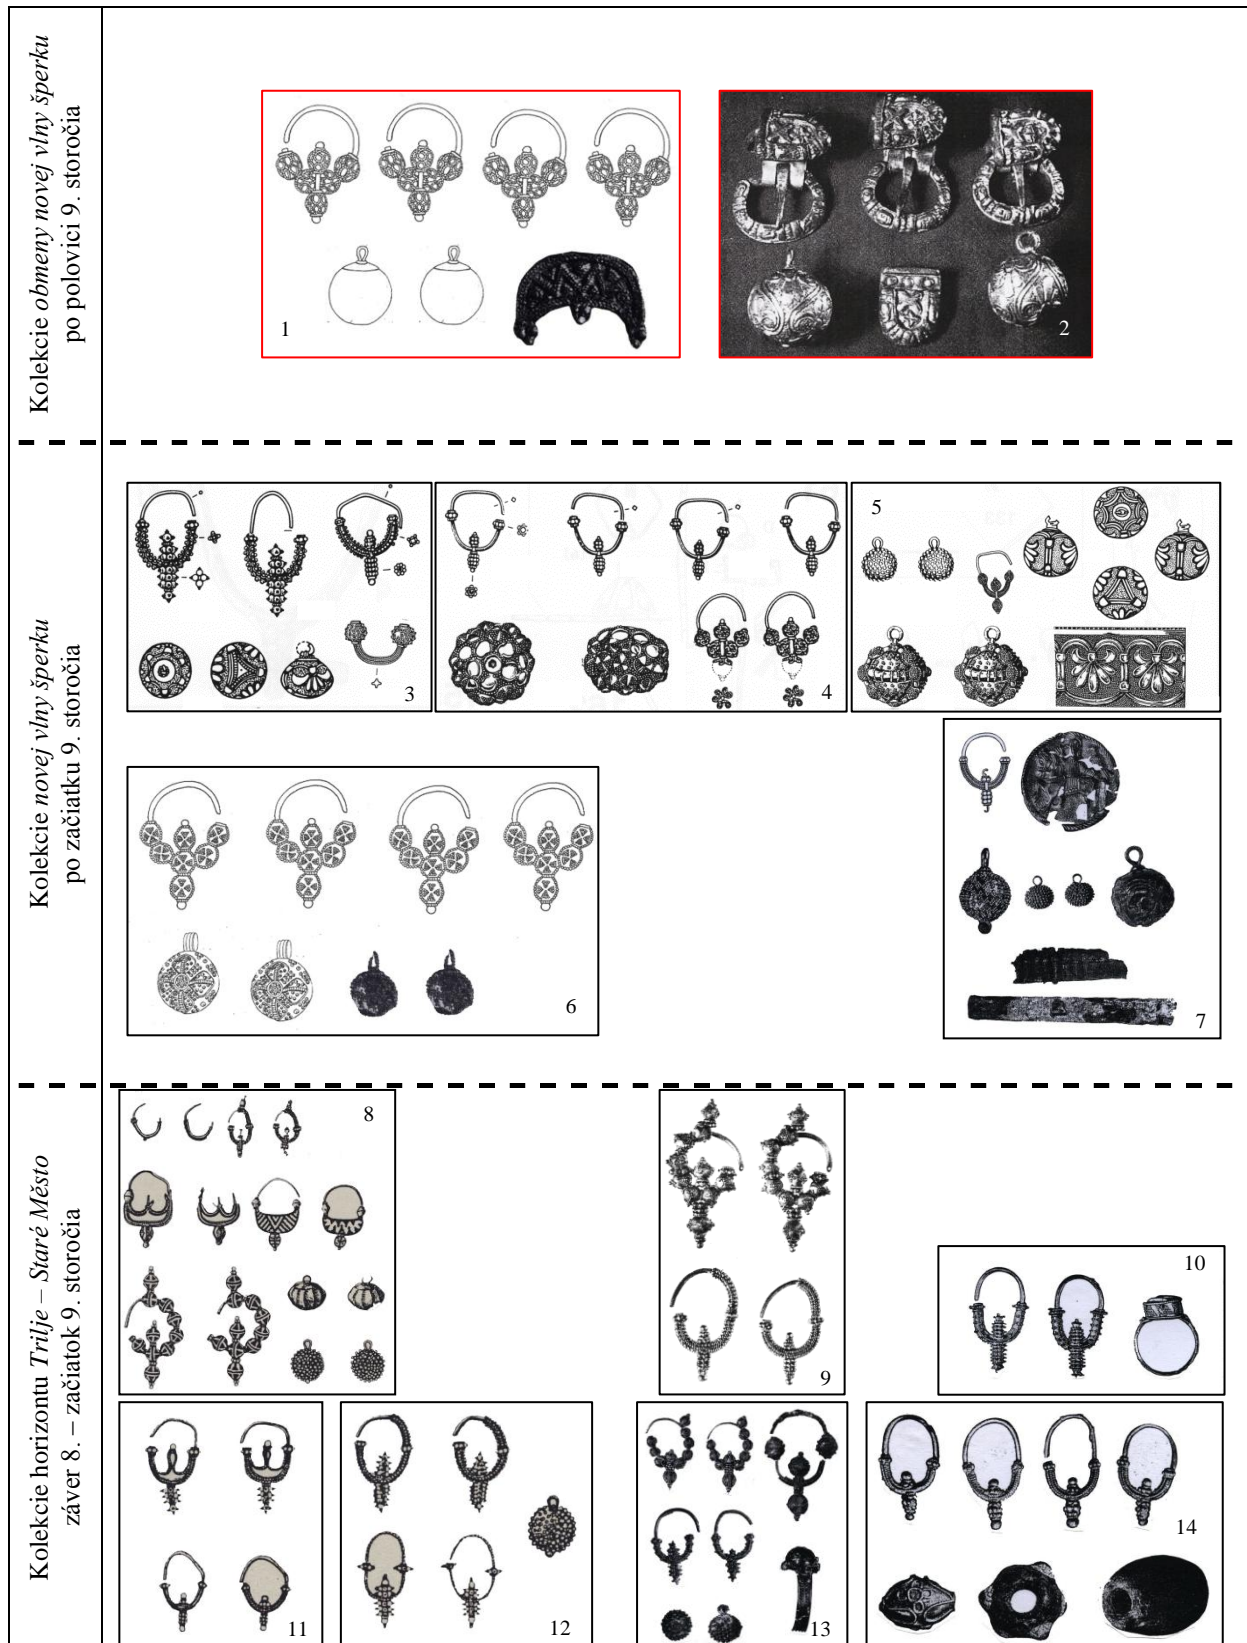 Kolekcie obmeny novej vlny šperku
po polovici 9. storočia
1
2
Kolekcie novej vlny šperku
po začiatku 9. storočia
3
4
5
6
7
Kolekcie horizontu Trilje – Staré Město
záver 8. – začiatok 9. storočia
8
9
10
11
12
13
14